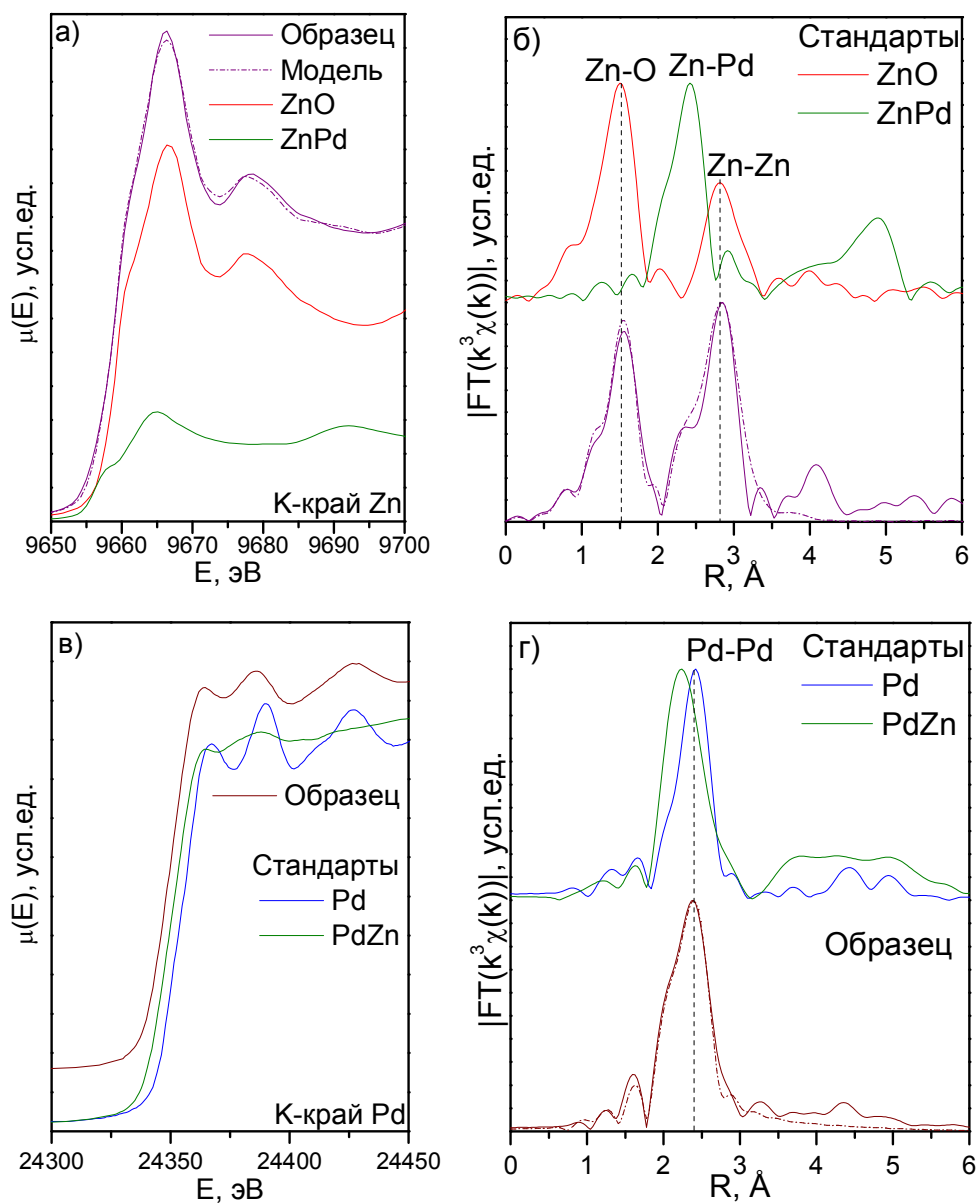 а)
Образец
Модель
ZnO
ZnPd
K-край Zn
μ(E), усл.ед.
9650 9660 9670 9680 9690 9700
E, эВ
б)
Стандарты
ZnO
ZnPd
Zn-O Zn-Pd
Zn-Zn
|FT(k³χ(k))|, усл.ед.
0 1 2 3 4 5 6
R, Å
в)
Образец
Стандарты
Pd
PdZn
K-край Pd
μ(E), усл.ед.
24300 24350 24400 24450
E, эВ
г)
Pd-Pd
Стандарты
Pd
PdZn
Образец
|FT(k³χ(k))|, усл.ед.
0 1 2 3 4 5 6
R, Å